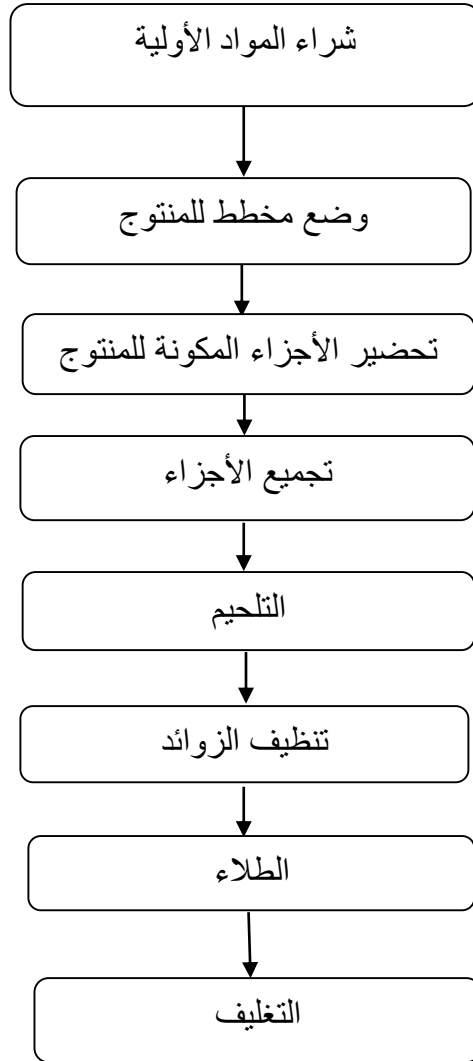 شراء المواد الأولية
وضع مخطط للمنتوج
تحضير الأجزاء المكونة للمنتوج
تجميع الأجزاء
التلحيم
تنظيف الزوائد
الطلاء
التغليف